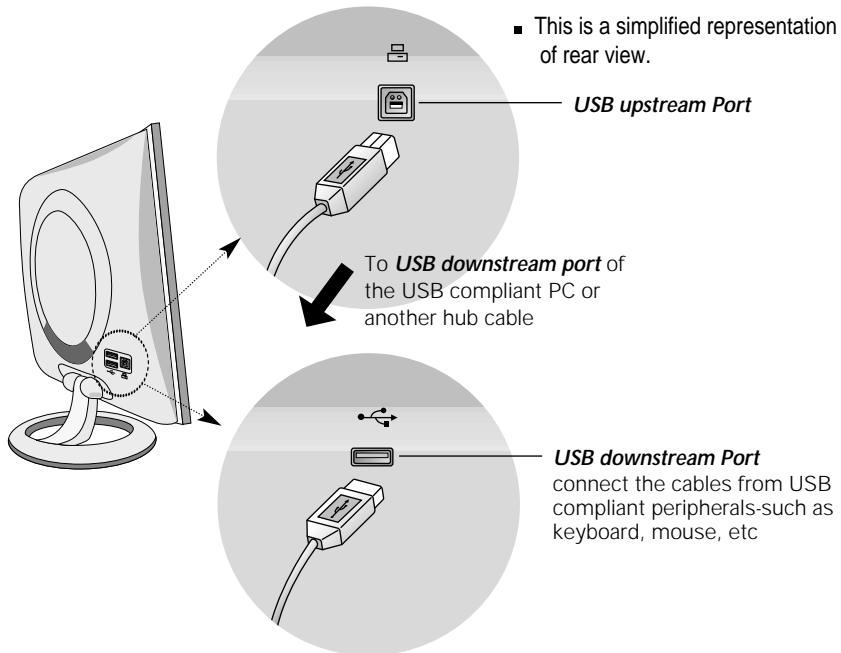 ■ This is a simplified representation
of rear view.
USB upstream Port
To USB downstream port of
the USB compliant PC or
another hub cable
USB downstream Port
connect the cables from USB
compliant peripherals-such as
keyboard, mouse, etc